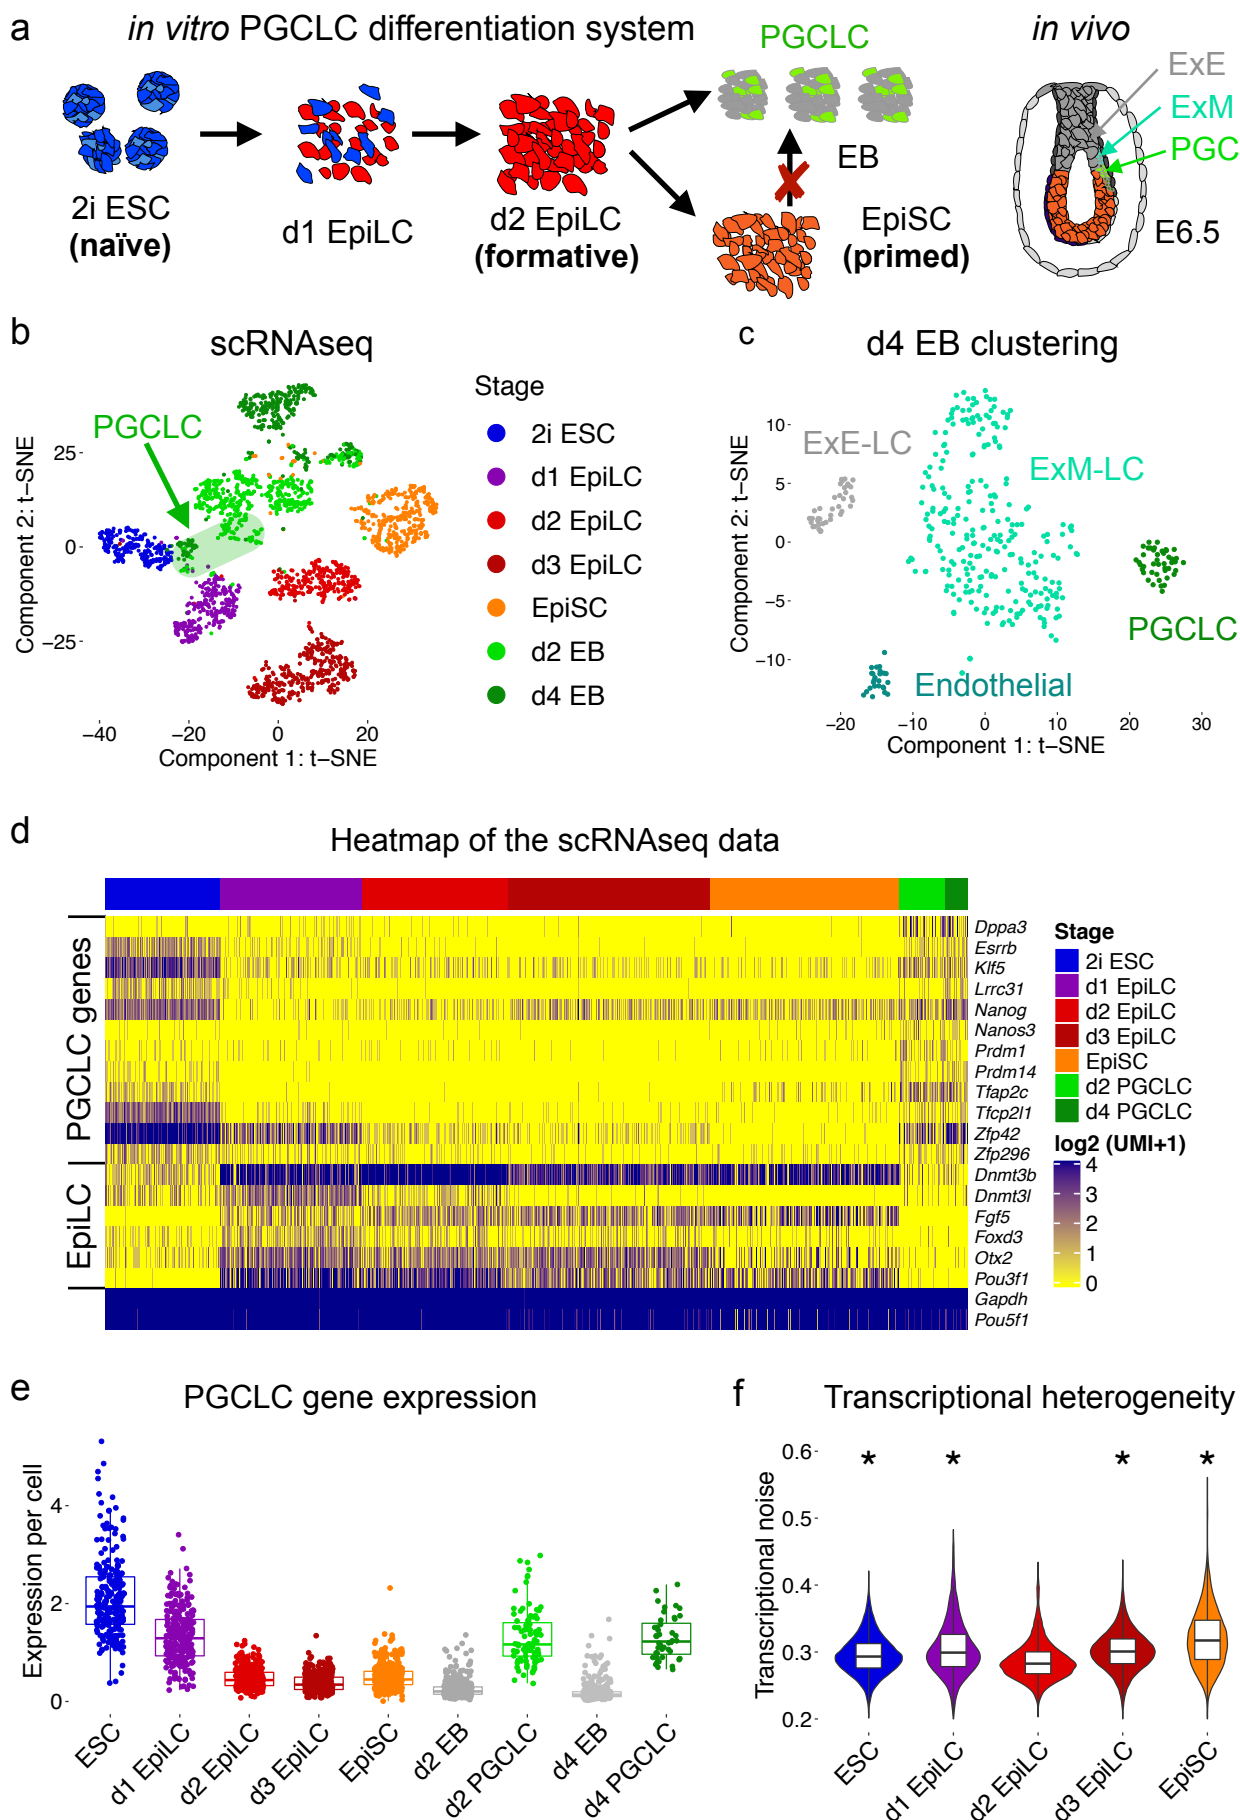 a
in vitro PGCLC differentiation system
in vivo
PGCLC
ExE
ExM
PGC
EB
2i ESC
(naïve)
d1 EpiLC
d2 EpiLC
(formative)
EpiSC
(primed)
E6.5
b
scRNAseq
PGCLC
Component 2: t−SNE
25
0
−25
−40
−20
0
20
Component 1: t−SNE
Stage
2i ESC
d1 EpiLC
d2 EpiLC
d3 EpiLC
EpiSC
d2 EB
d4 EB
c
d4 EB clustering
ExE-LC
ExM-LC
PGCLC
Endothelial
Component 2: t−SNE
10
5
0
−5
−10
−20
−10
0
10
20
30
Component 1: t−SNE
d
Heatmap of the scRNAseq data
PGCLC genes
EpiLC
Dppa3
Esrrb
Klf5
Lrrc31
Nanog
Nanos3
Prdm1
Prdm14
Tfap2c
Tfcp2l1
Zfp42
Zfp296
Dnmt3b
Dnmt3l
Fgf5
Foxd3
Otx2
Pou3f1
Gapdh
Pou5f1
Stage
2i ESC
d1 EpiLC
d2 EpiLC
d3 EpiLC
EpiSC
d2 PGCLC
d4 PGCLC
log2 (UMI+1)
4
3
2
1
0
e
PGCLC gene expression
Expression per cell
4
2
0
ESC
d1 EpiLC
d2 EpiLC
d3 EpiLC
EpiSC
d2 EB
d2 PGCLC
d4 EB
d4 PGCLC
f
Transcriptional heterogeneity
Transcriptional noise
0.6
0.5
0.4
0.3
0.2
* * * *
ESC
d1 EpiLC
d2 EpiLC
d3 EpiLC
EpiSC